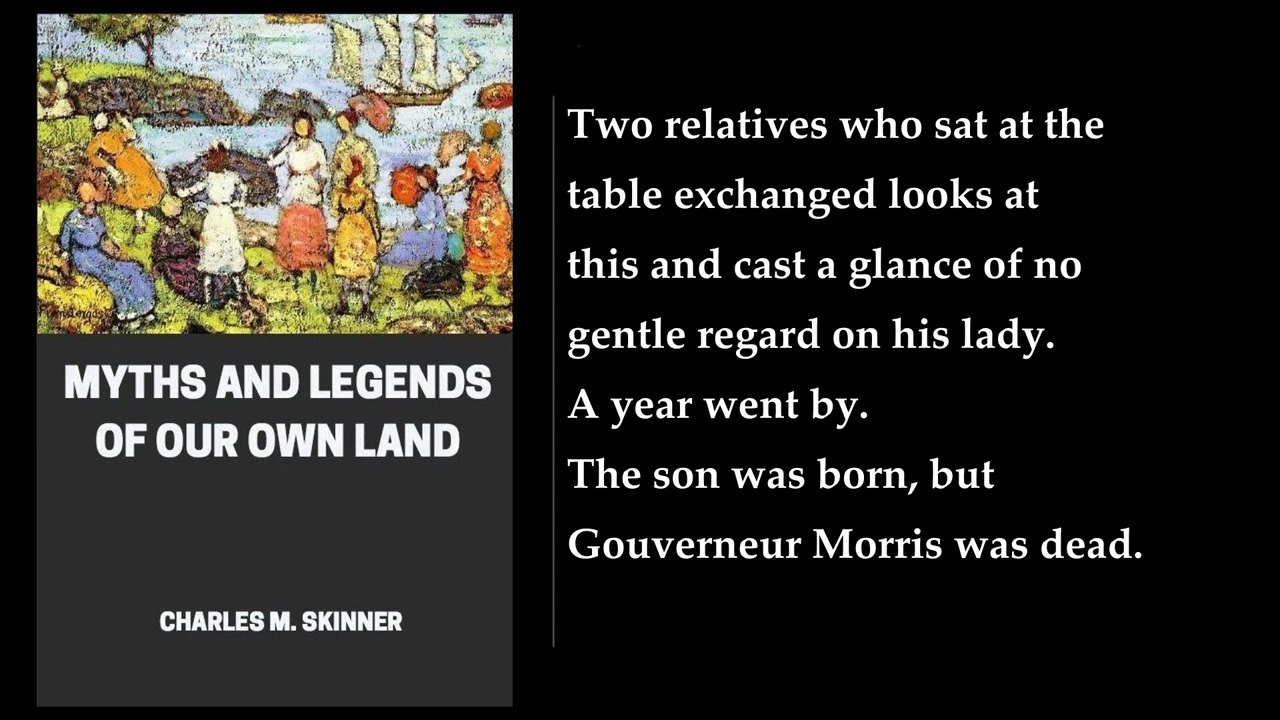 MYTHS AND LEGENDS
OF OUR OWN LAND
CHARLES M. SKINNER
Two relatives who sat at the
table exchanged looks at
this and cast a glance of no
gentle regard on his lady.
A year went by.
The son was born, but
Gouverneur Morris was dead.